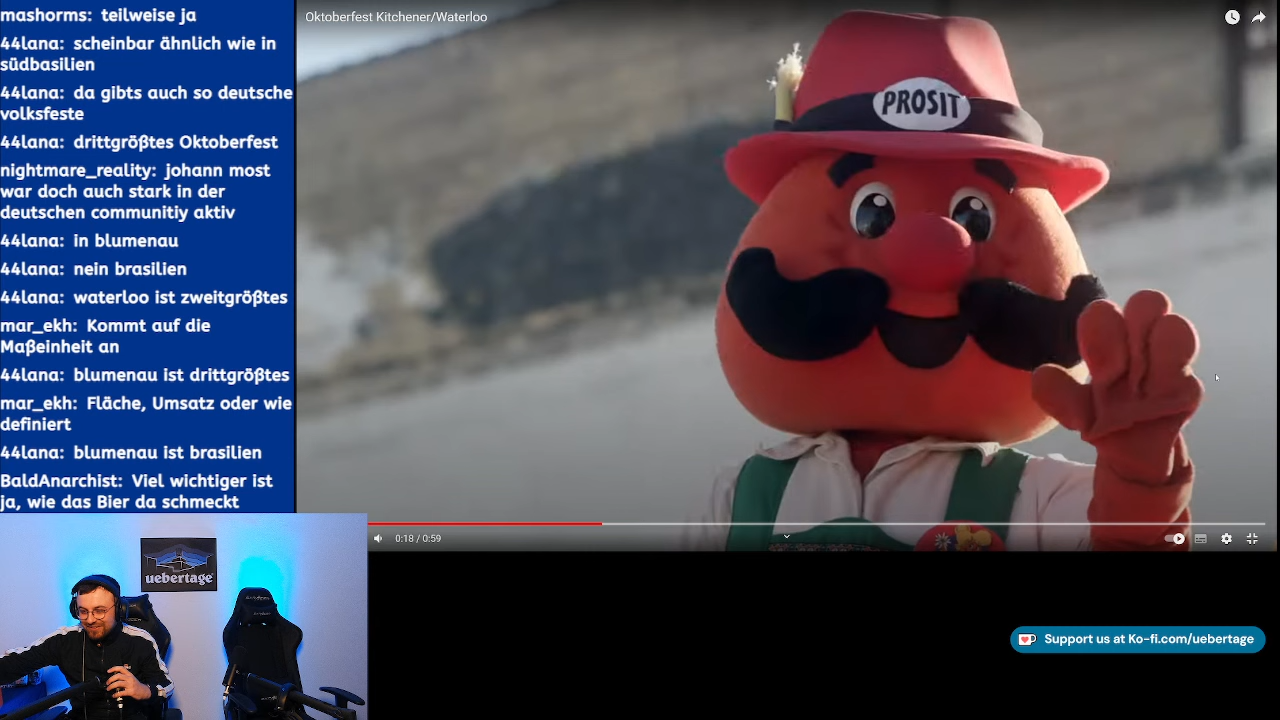 mashorms: teilweise ja
44lana: scheinbar ähnlich wie in
südbasilien
44lana: da gibts auch so deutsche
volksfeste
44lana: drittgrößtes Oktoberfest
nightmare_reality: johann most
war doch auch stark in der
deutschen communitiy aktiv
44lana: in blumenau
44lana: nein brasilien
44lana: waterloo ist zweitgrößtes
mar_ekh: Kommt auf die
Maßeinheit an
44lana: blumenau ist drittgrößtes
mar_ekh: Fläche, Umsatz oder wie
definiert
44lana: blumenau ist brasilien
BaldAnarchist: Viel wichtiger ist
ja, wie das Bier da schmeckt
Oktoberfest Kitchener/Waterloo
PROSIT
0:18 / 0:59
uebertage
Support us at Ko-fi.com/uebertage